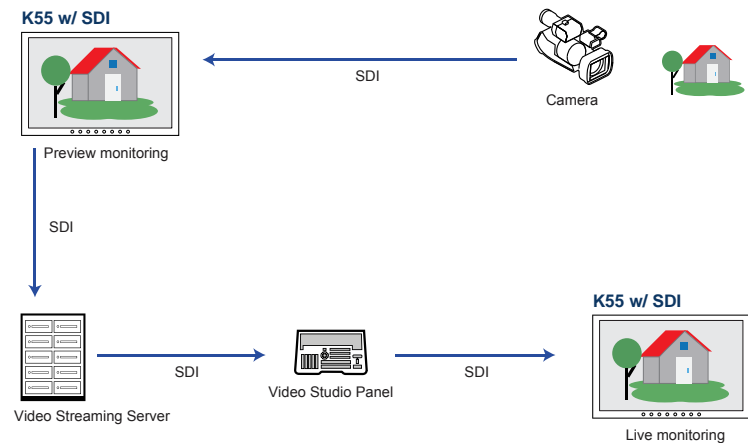 K55 w/ SDI
SDI
Camera
Preview monitoring
SDI
K55 w/ SDI
SDI
Video Studio Panel
SDI
Video Streaming Server
Live monitoring